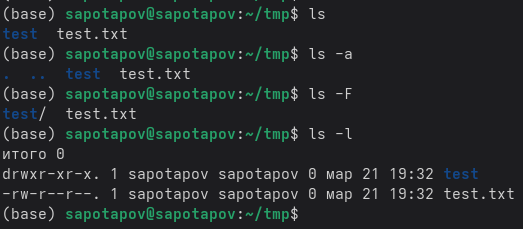 (base) sapotapov@sapotapov:~/tmp$ ls
test  test.txt
(base) sapotapov@sapotapov:~/tmp$ ls -a
.  ..  test  test.txt
(base) sapotapov@sapotapov:~/tmp$ ls -F
test/  test.txt
(base) sapotapov@sapotapov:~/tmp$ ls -l
итого 0
drwxr-xr-x. 1 sapotapov sapotapov 0 мар 21 19:32 test
-rw-r--r--. 1 sapotapov sapotapov 0 мар 21 19:32 test.txt
(base) sapotapov@sapotapov:~/tmp$